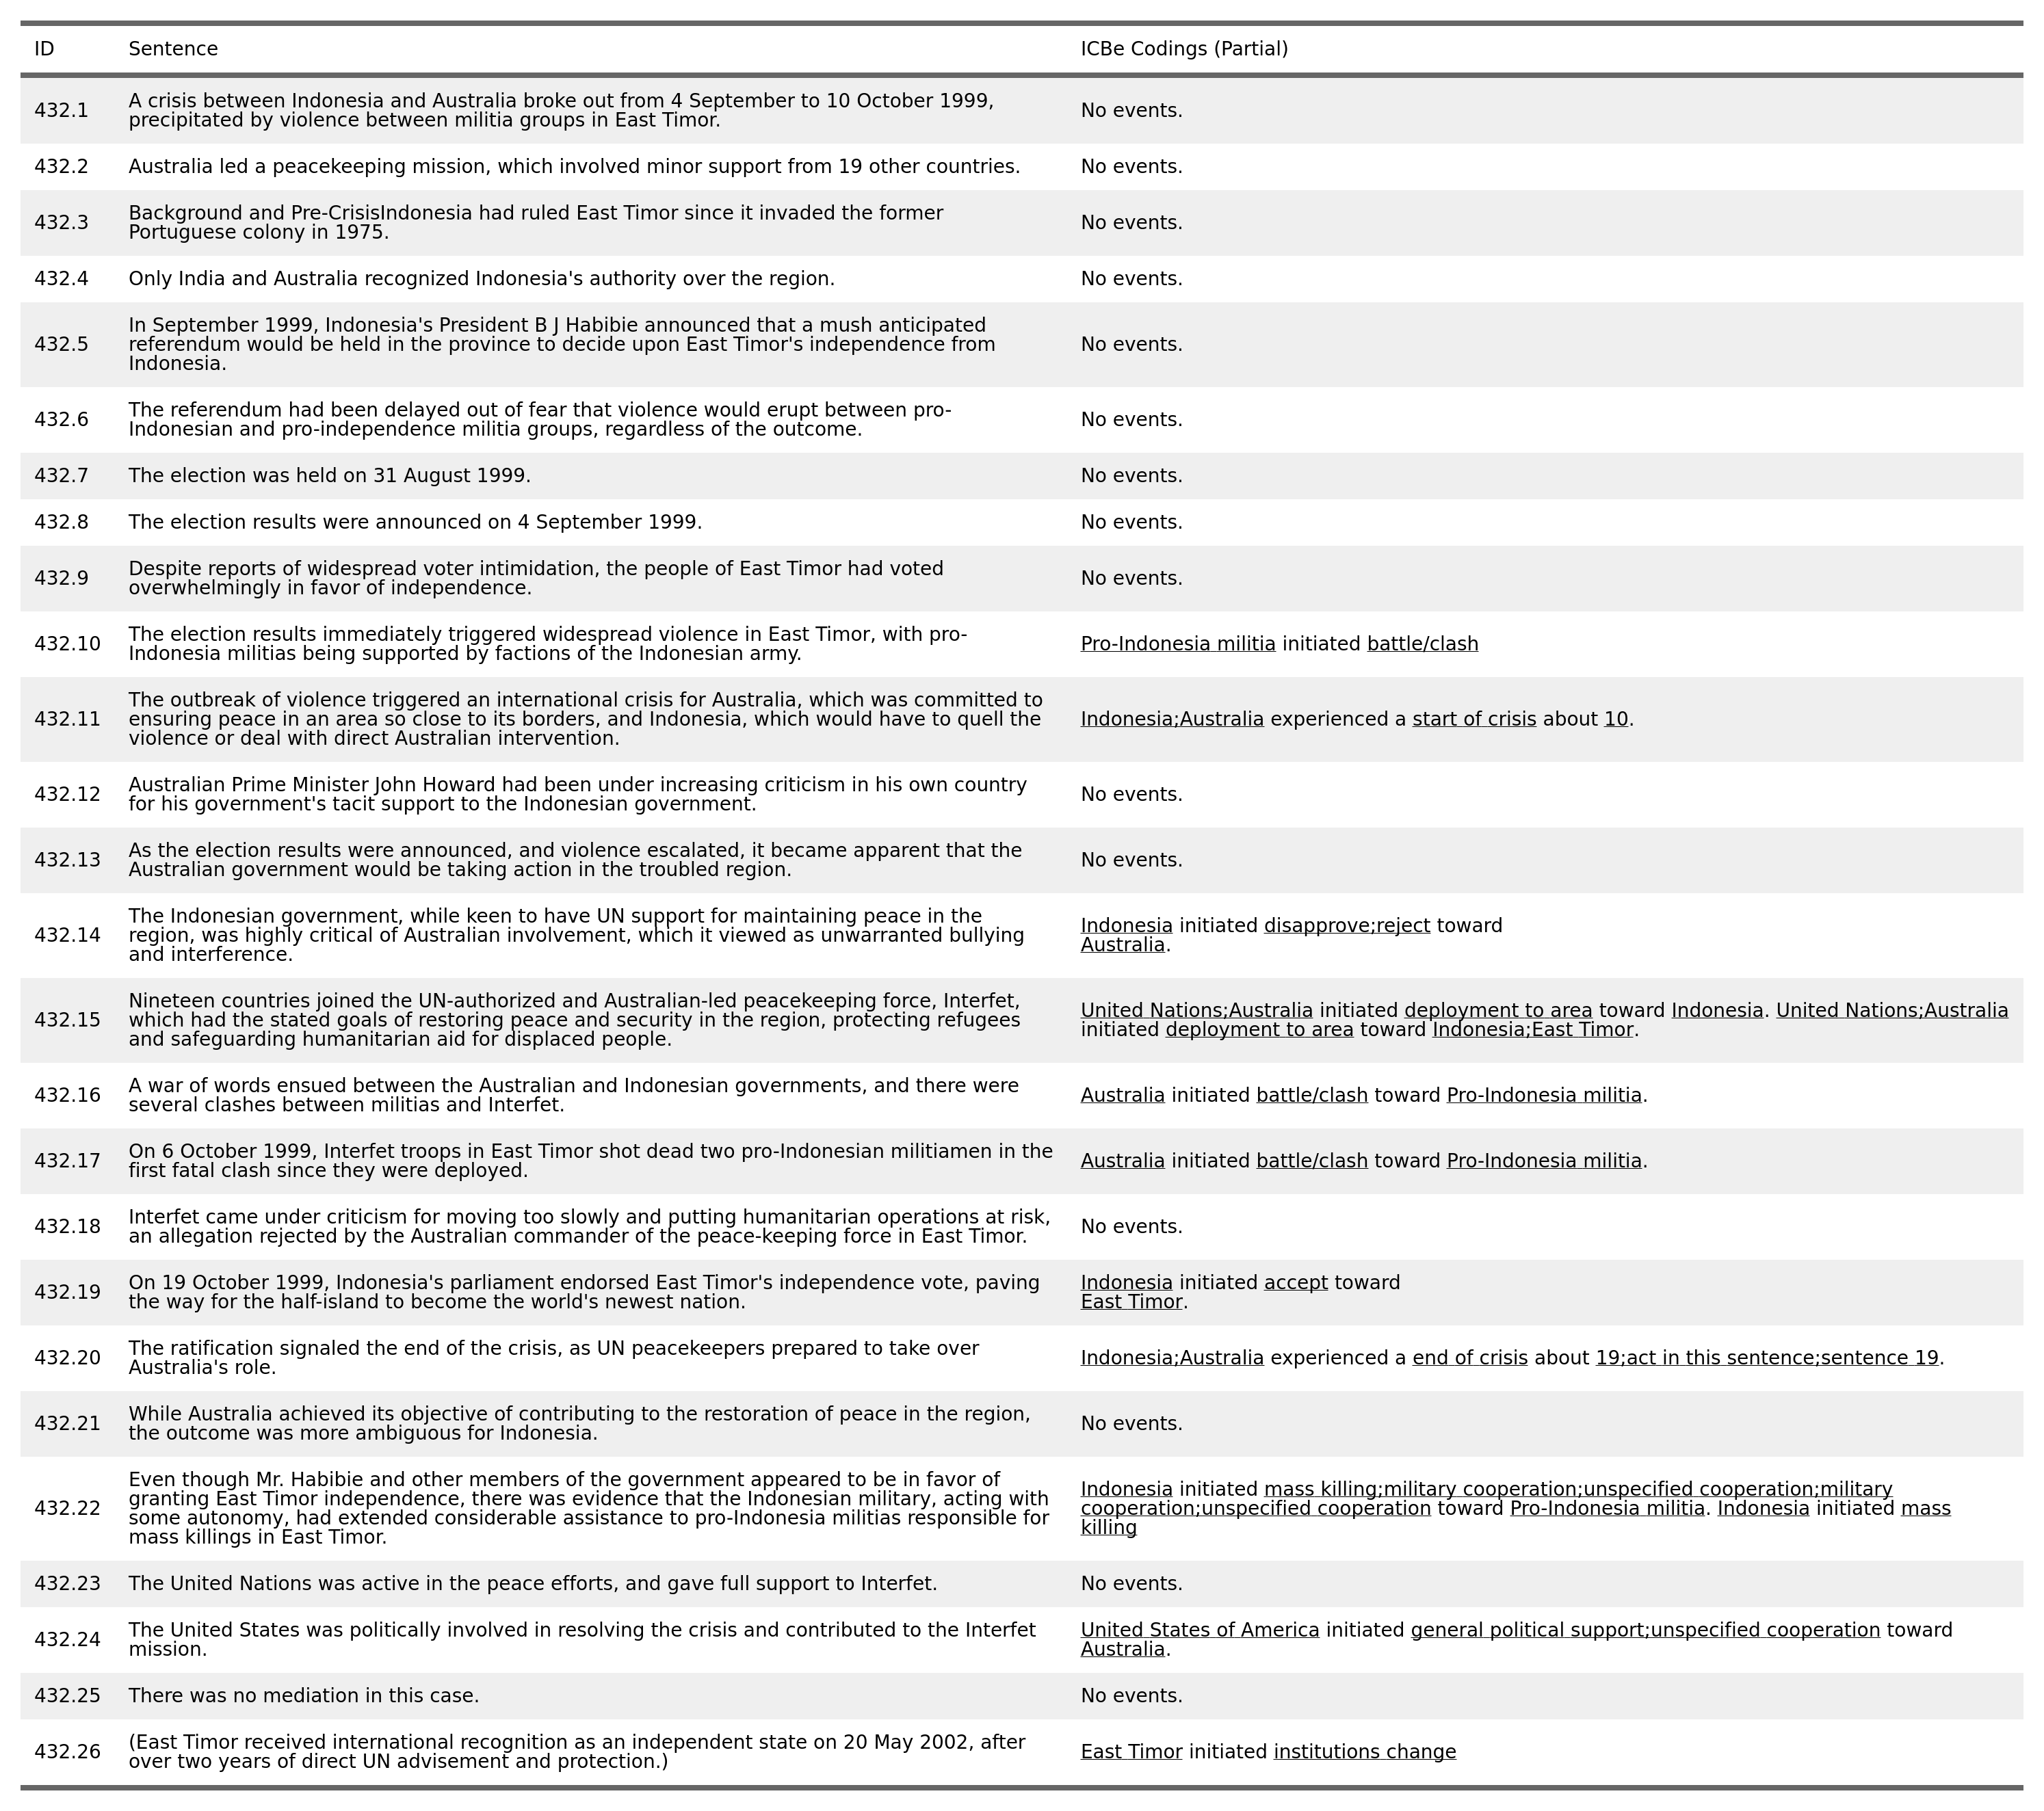 ID Sentence ICBe Codings (Partial)
432.1 A crisis between Indonesia and Australia broke out from 4 September to 10 October 1999,
precipitated by violence between militia groups in East Timor. No events.
432.2 Australia led a peacekeeping mission, which involved minor support from 19 other countries. No events.
432.3 Background and Pre-CrisisIndonesia had ruled East Timor since it invaded the former
Portuguese colony in 1975. No events.
432.4 Only India and Australia recognized Indonesia's authority over the region. No events.
432.5 In September 1999, Indonesia's President B J Habibie announced that a mush anticipated
referendum would be held in the province to decide upon East Timor's independence from
Indonesia. No events.
432.6 The referendum had been delayed out of fear that violence would erupt between pro-
Indonesian and pro-independence militia groups, regardless of the outcome. No events.
432.7 The election was held on 31 August 1999. No events.
432.8 The election results were announced on 4 September 1999. No events.
432.9 Despite reports of widespread voter intimidation, the people of East Timor had voted
overwhelmingly in favor of independence. No events.
432.10 The election results immediately triggered widespread violence in East Timor, with pro-
Indonesia militias being supported by factions of the Indonesian army. Pro-Indonesia militia initiated battle/clash
432.11 The outbreak of violence triggered an international crisis for Australia, which was committed to
ensuring peace in an area so close to its borders, and Indonesia, which would have to quell the
violence or deal with direct Australian intervention. Indonesia;Australia experienced a start of crisis about 10.
432.12 Australian Prime Minister John Howard had been under increasing criticism in his own country
for his government's tacit support to the Indonesian government. No events.
432.13 As the election results were announced, and violence escalated, it became apparent that the
Australian government would be taking action in the troubled region. No events.
432.14 The Indonesian government, while keen to have UN support for maintaining peace in the
region, was highly critical of Australian involvement, which it viewed as unwarranted bullying
and interference. Indonesia initiated disapprove;reject toward
Australia.
432.15 Nineteen countries joined the UN-authorized and Australian-led peacekeeping force, Interfet,
which had the stated goals of restoring peace and security in the region, protecting refugees
and safeguarding humanitarian aid for displaced people. United Nations;Australia initiated deployment to area toward Indonesia. United Nations;Australia
initiated deployment to area toward Indonesia;East Timor.
432.16 A war of words ensued between the Australian and Indonesian governments, and there were
several clashes between militias and Interfet. Australia initiated battle/clash toward Pro-Indonesia militia.
432.17 On 6 October 1999, Interfet troops in East Timor shot dead two pro-Indonesian militiamen in the
first fatal clash since they were deployed. Australia initiated battle/clash toward Pro-Indonesia militia.
432.18 Interfet came under criticism for moving too slowly and putting humanitarian operations at risk,
an allegation rejected by the Australian commander of the peace-keeping force in East Timor. No events.
432.19 On 19 October 1999, Indonesia's parliament endorsed East Timor's independence vote, paving
the way for the half-island to become the world's newest nation. Indonesia initiated accept toward
East Timor.
432.20 The ratification signaled the end of the crisis, as UN peacekeepers prepared to take over
Australia's role. Indonesia;Australia experienced a end of crisis about 19;act in this sentence;sentence 19.
432.21 While Australia achieved its objective of contributing to the restoration of peace in the region,
the outcome was more ambiguous for Indonesia. No events.
432.22 Even though Mr. Habibie and other members of the government appeared to be in favor of
granting East Timor independence, there was evidence that the Indonesian military, acting with
some autonomy, had extended considerable assistance to pro-Indonesia militias responsible for
mass killings in East Timor. Indonesia initiated mass killing;military cooperation;unspecified cooperation;military
cooperation;unspecified cooperation toward Pro-Indonesia militia. Indonesia initiated mass
killing
432.23 The United Nations was active in the peace efforts, and gave full support to Interfet. No events.
432.24 The United States was politically involved in resolving the crisis and contributed to the Interfet
mission. United States of America initiated general political support;unspecified cooperation toward
Australia.
432.25 There was no mediation in this case. No events.
432.26 (East Timor received international recognition as an independent state on 20 May 2002, after
over two years of direct UN advisement and protection.) East Timor initiated institutions change